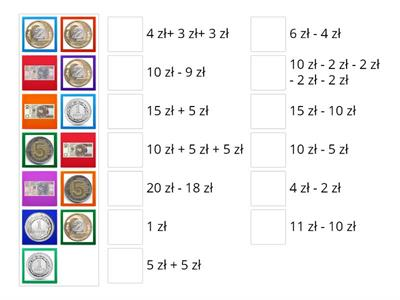 4 zł+ 3 zł+ 3 zł
10 zł - 9 zł
15 zł + 5 zł
10 zł + 5 zł + 5 zł
20 zł - 18 zł
1 zł
5 zł + 5 zł
6 zł - 4 zł
10 zł - 2 zł - 2 zł
- 2 zł - 2 zł
15 zł - 10 zł
10 zł - 5 zł
4 zł - 2 zł
11 zł - 10 zł
5
5